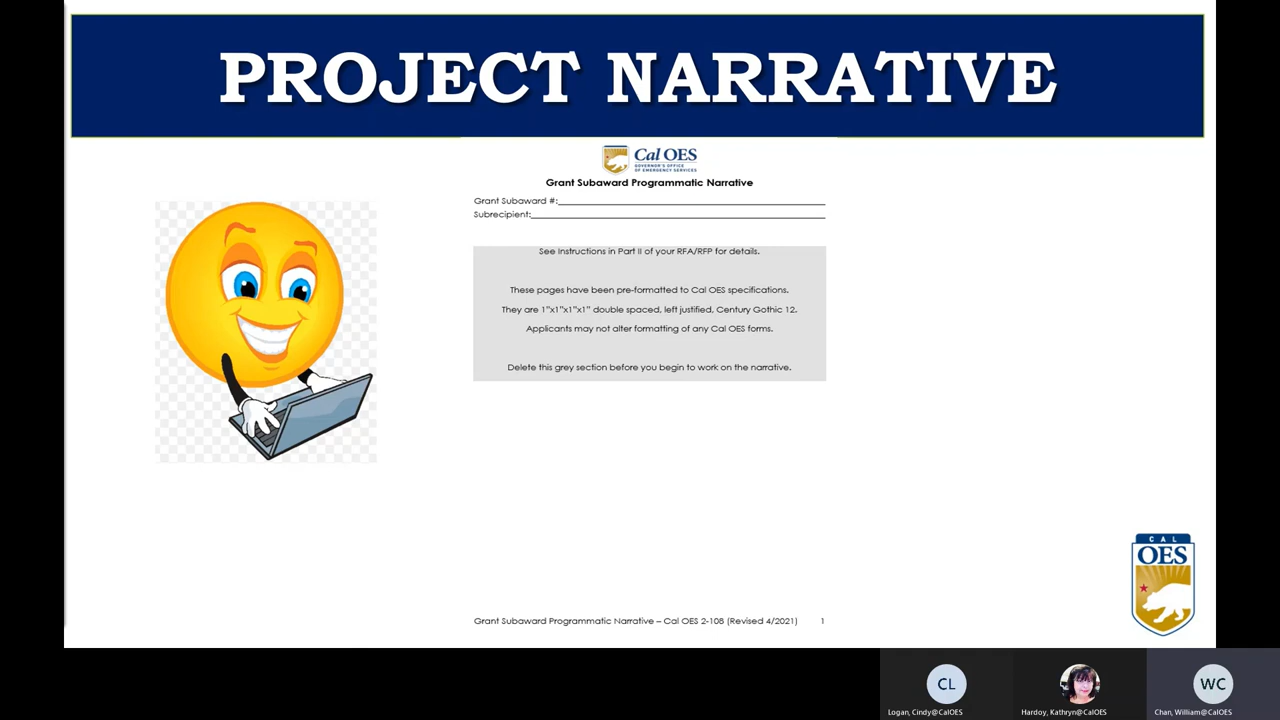 PROJECT NARRATIVE
Cal OES
GOVERNOR'S OFFICE
OF EMERGENCY SERVICES
Grant Subaward Programmatic Narrative
Grant Subaward #:
Subrecipient:
See Instructions in Part II of your RFA/RFP for details.
These pages have been pre-formatted to Cal OES specifications.
They are 1"x1"x1"x1" double spaced, left justified, Century Gothic 12.
Applicants may not alter formatting of any Cal OES forms.
Delete this grey section before you begin to work on the narrative.
CAL
OES
Grant Subaward Programmatic Narrative – Cal OES 2-108 (Revised 4/2021) 1
CL
WC
Logan, Cindy@CalOES
Hardoy, Kathryn@CalOES
Chan, William@CalOES